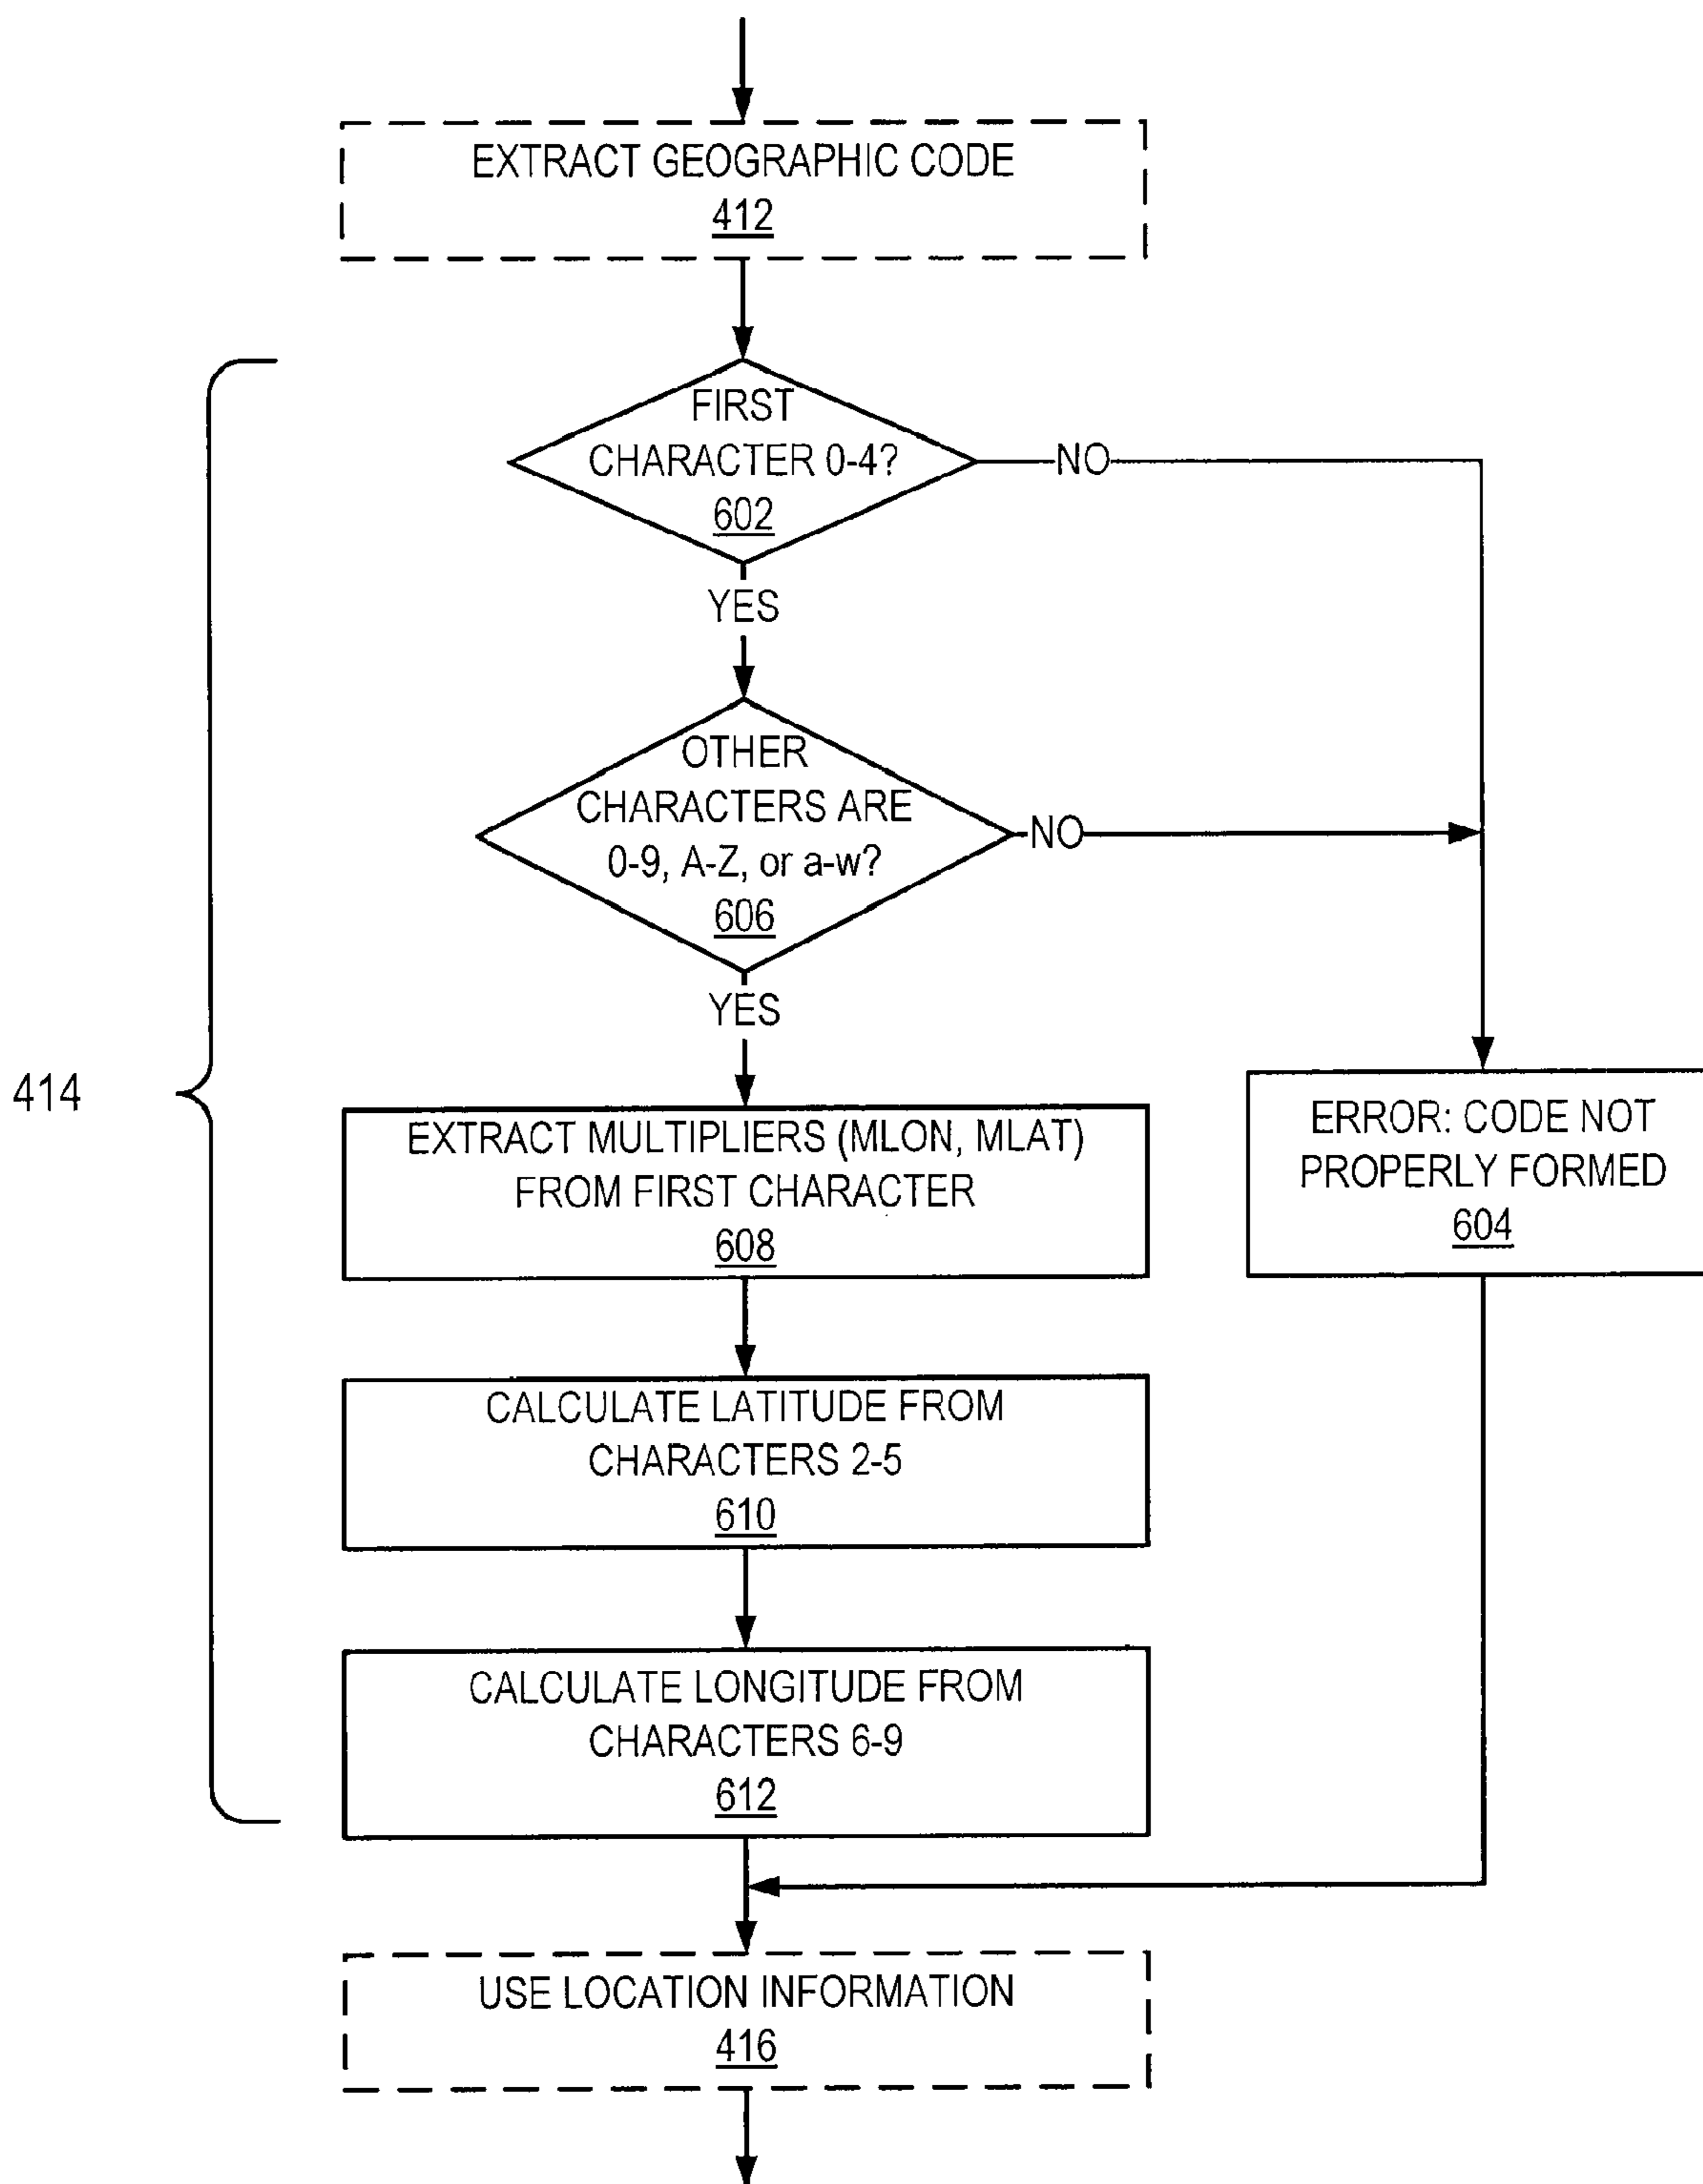 EXTRACT GEOGRAPHIC CODE
412
FIRST
CHARACTER 0-4?
602
NO
YES
OTHER
CHARACTERS ARE
0-9, A-Z, or a-w?
606
NO
YES
414
EXTRACT MULTIPLIERS (MLON, MLAT)
FROM FIRST CHARACTER
608
ERROR: CODE NOT
PROPERLY FORMED
604
CALCULATE LATITUDE FROM
CHARACTERS 2-5
610
CALCULATE LONGITUDE FROM
CHARACTERS 6-9
612
USE LOCATION INFORMATION
416